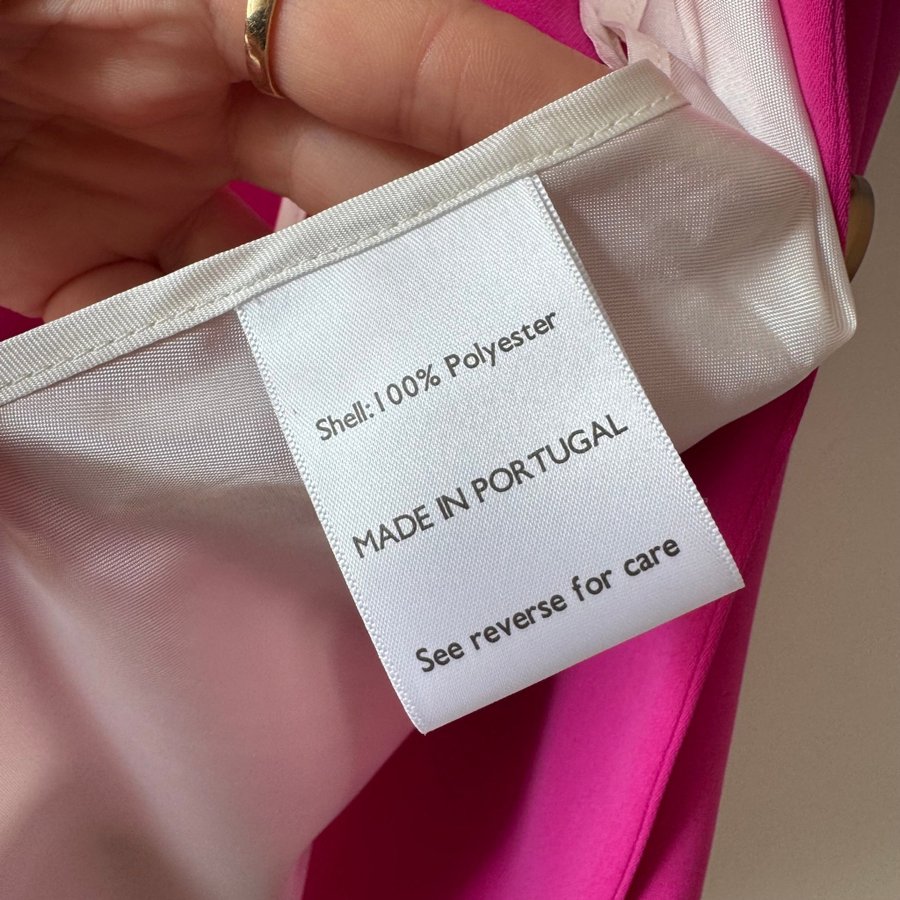 Shell:100% Polyester
MADE IN PORTUGAL
See reverse for care